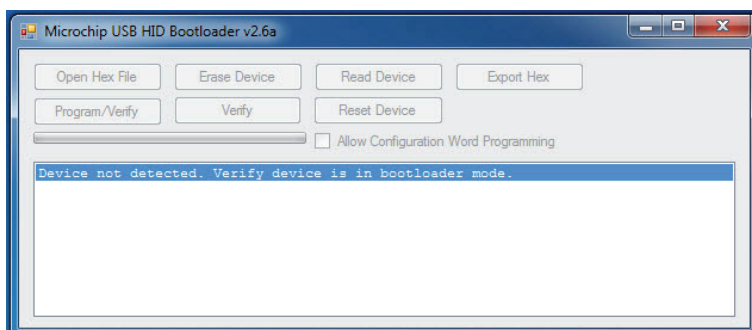 Microchip USB HID Bootloader v2.6a
Open Hex File Erase Device Read Device Export Hex
Program/Verify Verify Reset Device
Allow Configuration Word Programming
Device not detected. Verify device is in bootloader mode.